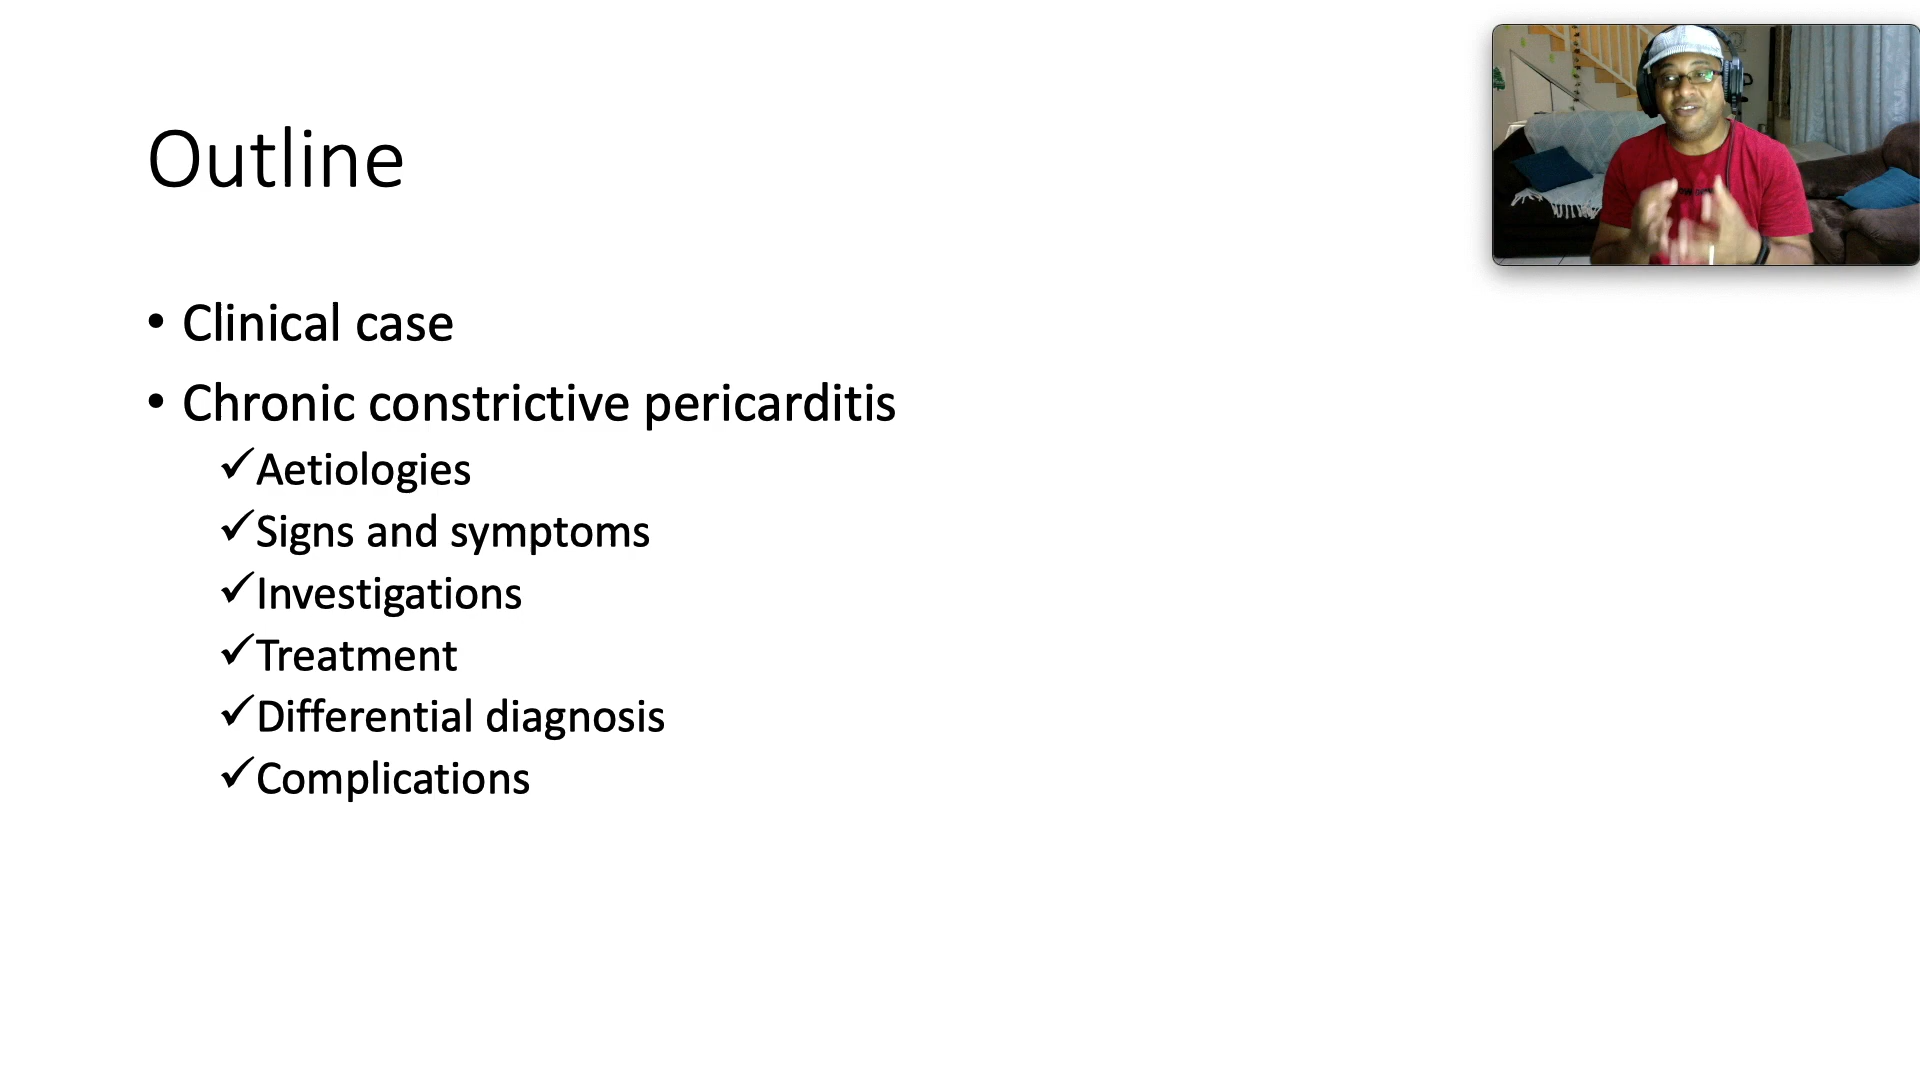 Outline
• Clinical case
• Chronic constrictive pericarditis
✓Aetiologies
✓Signs and symptoms
✓Investigations
✓Treatment
✓Differential diagnosis
✓Complications